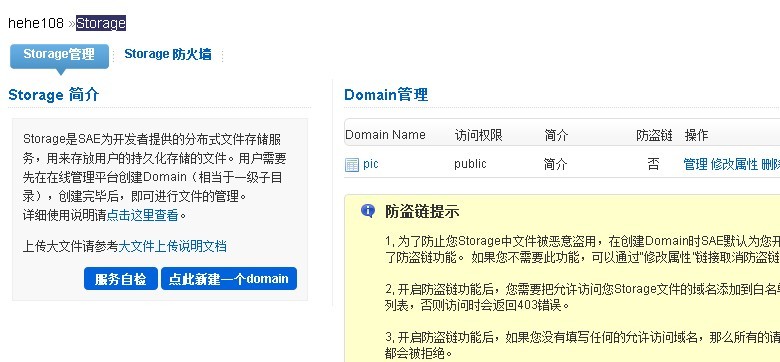 hehe108 »Storage
Storage管理
Storage 防火墙
Storage 简介
Storage是SAE为开发者提供的分布式文件存储服
务，用来存放用户的持久化存储的文件。用户需要
先在在线管理平台创建Domain（相当于一级子目
录），创建完毕后，即可进行文件的管理。
详细使用说明请点击这里查看。
上传大文件请参考大文件上传说明文档
服务自检
点此新建一个domain
Domain管理
Domain Name 访问权限 简介 防盗链 操作
pic public 简介 否 管理 修改属性 删除
防盗链提示
1, 为了防止您Storage中文件被恶意盗用，在创建Domain时SAE默认为您开
了防盗链功能。 如果您不需要此功能，可以通过"修改属性"链接取消防盗链
2, 开启防盗链功能后，您需要把允许访问您Storage文件的域名添加到白名单
列表，否则访问时会返回403错误。
3, 开启防盗链功能后，如果您没有填写任何的允许访问域名，那么所有的请
都会被拒绝。